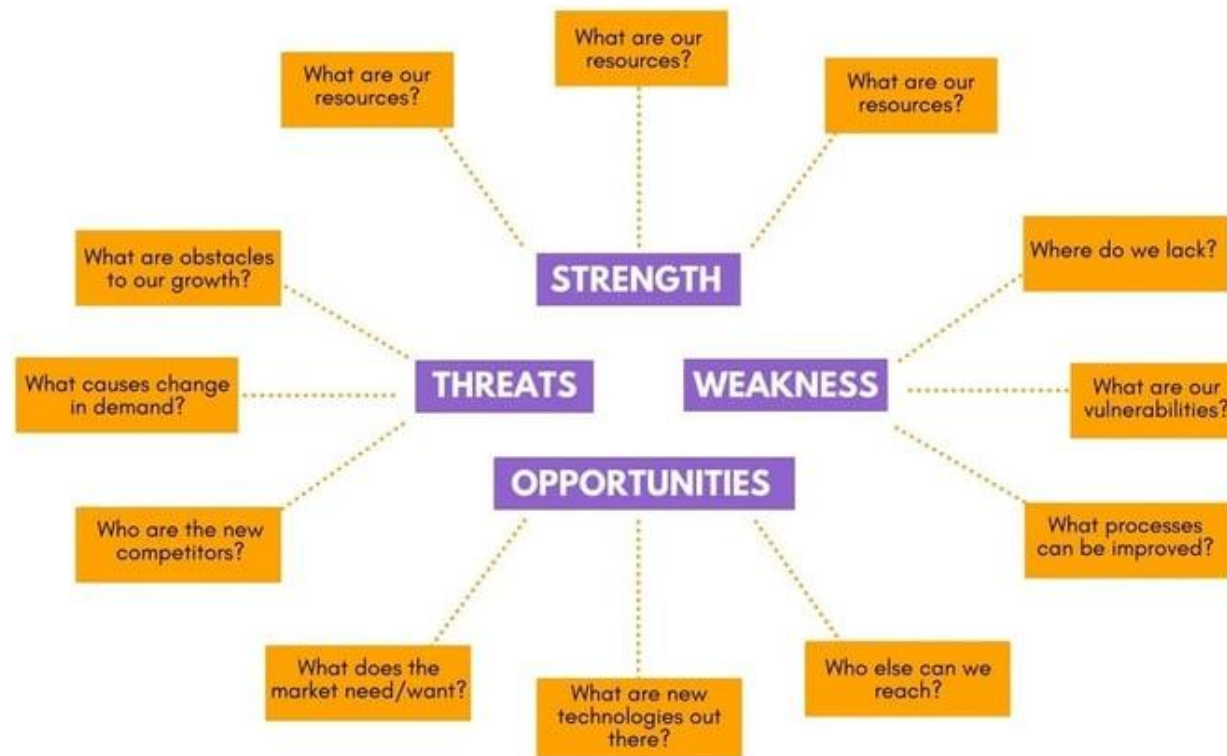 What are our
resources?
What are our
resources?
What are our
resources?
STRENGTH
What are obstacles
to our growth?
What causes change
in demand?
Who are the new
competitors?
THREATS
WEAKNESS
Where do we lack?
What are our
vulnerabilities?
What processes
can be improved?
OPPORTUNITIES
What does the
market need/want?
What are new
technologies out
there?
Who else can we
reach?